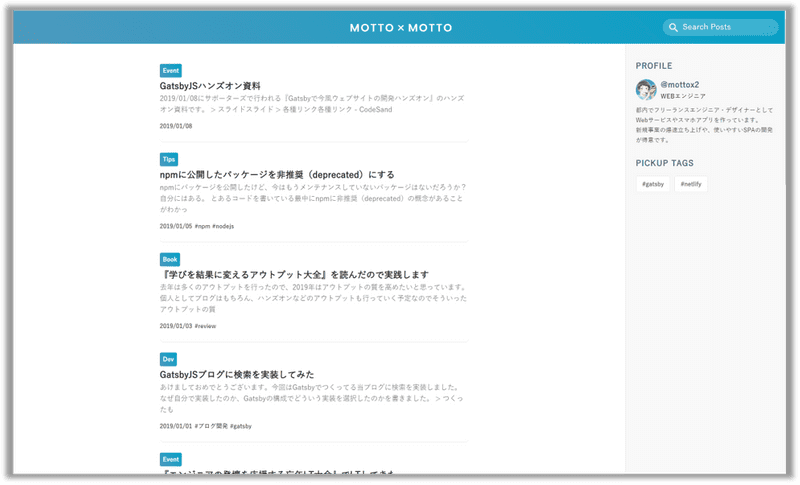 MOTTO × MOTTO
Search Posts
Event
GatsbyJSハンズオン資料
2019/01/08にサポーターズで行われる『Gatsbyで今風ウェブサイトの開発ハンズオン』のハンズ
オン資料です。 > スライドスライド > 各種リンク各種リンク - CodeSand
2019/01/08
Tips
npmに公開したパッケージを非推奨（deprecated）にする
npmにパッケージを公開したけど、今はもうメンテナンスしていないパッケージはないだろうか？
自分にはある。 とあるコードを書いている最中にnpmに非推奨（deprecated）の概念があること
がわかっ
2019/01/05 #npm #nodejs
Book
『学びを結果に変えるアウトプット大全』を読んだので実践します
去年は多くのアウトプットを行ったので、2019年はアウトプットの質を高めたいと思っています。
個人としてブログはもちろん、ハンズオンなどのアウトプットも行っていく予定なのでそういった
アウトプットの質
2019/01/03 #review
Dev
GatsbyJSブログに検索を実装してみた
あけましておめでとうございます。今回はGatsbyでつくってる当ブログに検索を実装しました。
なぜ自分で実装したのか、Gatsbyの構成でどういう実装を選択したのかを書きました。 > つくっ
たも
2019/01/01 #ブログ開発 #gatsby
Event
『エンジニアの登壇を応援する忘年LT大会』でLTしてきた
PROFILE
@mottox2
WEBエンジニア
都内でフリーランスエンジニア・デザイナーとして
Webサービスやスマホアプリを作っています。
新規事業の爆速立ち上げや、使いやすいSPAの開発
が得意です。
PICKUP TAGS
#gatsby
#netlify